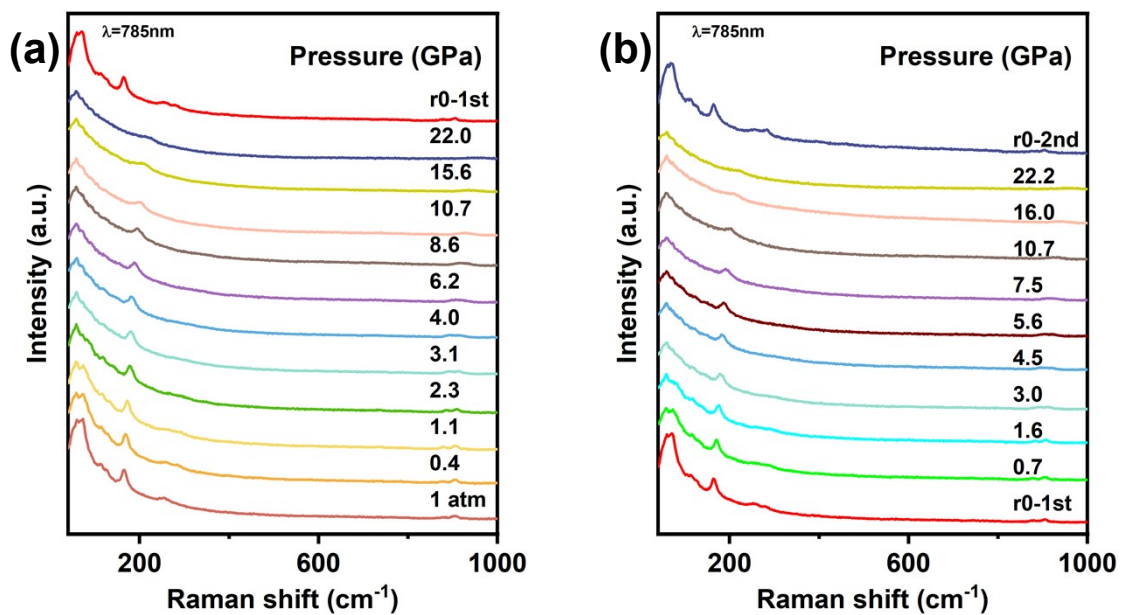 (a)
λ=785nm
Pressure (GPa)
r0-1st
22.0
15.6
10.7
8.6
6.2
4.0
3.1
2.3
1.1
0.4
1 atm
Intensity (a.u.)
200
600
1000
Raman shift (cm⁻¹)
(b)
λ=785nm
Pressure (GPa)
r0-2nd
22.2
16.0
10.7
7.5
5.6
4.5
3.0
1.6
0.7
r0-1st
Intensity (a.u.)
200
600
1000
Raman shift (cm⁻¹)